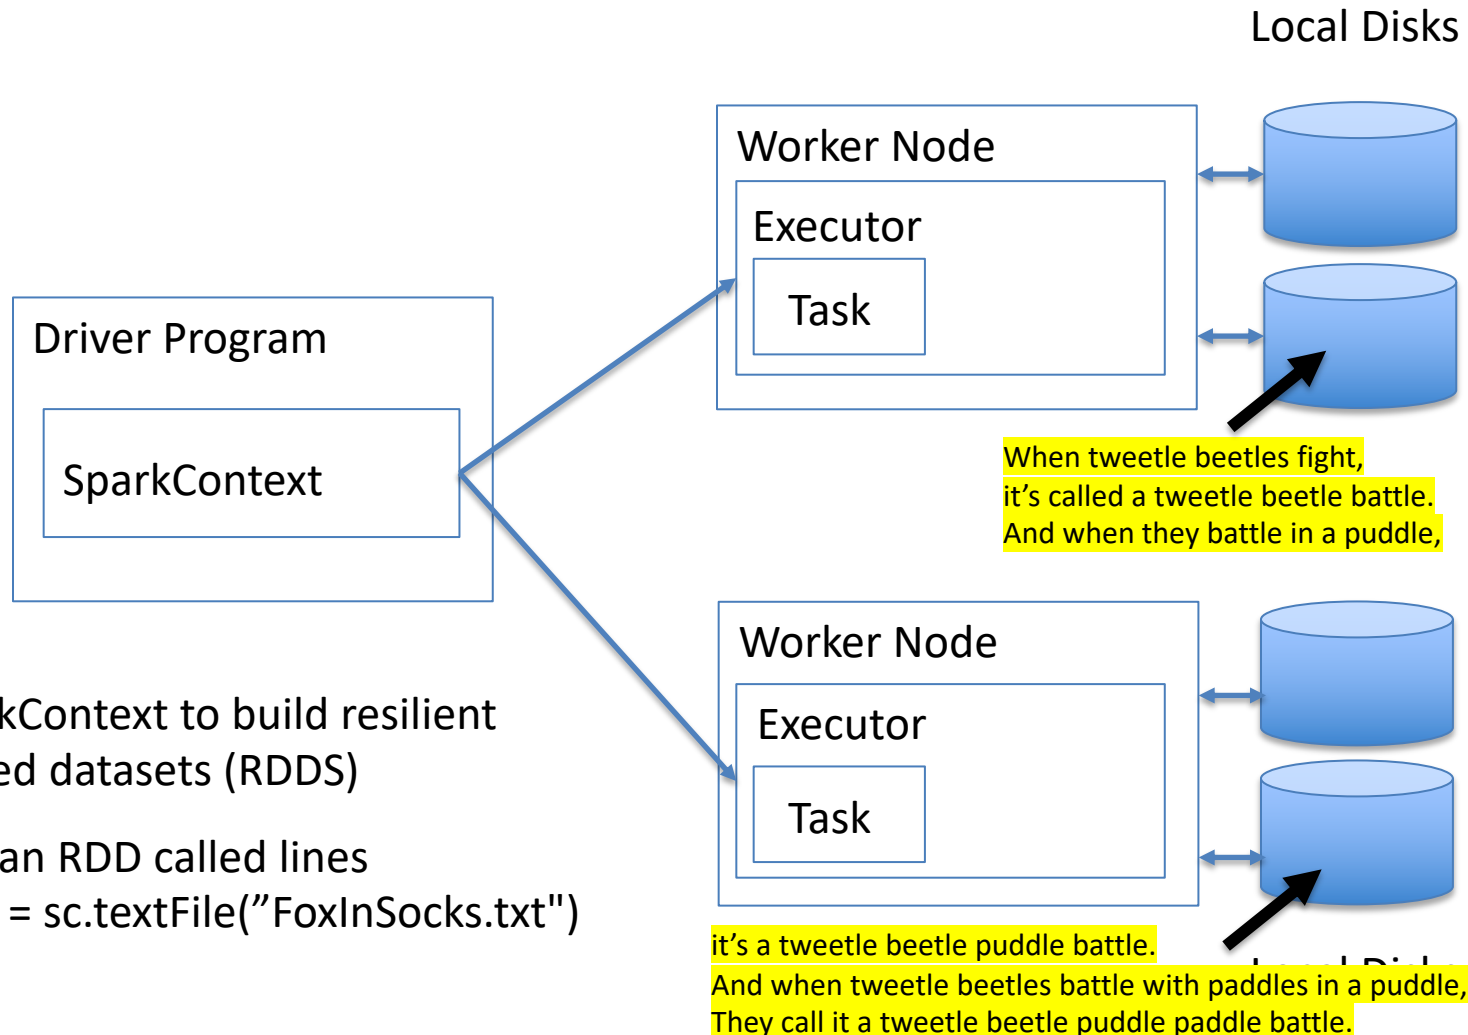 Local Disks
Worker Node
Executor
Task
Driver Program
SparkContext
When tweetle beetles fight,
it’s called a tweetle beetle battle.
And when they battle in a puddle,
Worker Node
Executor
Task
kContext to build resilient
ed datasets (RDDS)
an RDD called lines
= sc.textFile(”FoxInSocks.txt")
it’s a tweetle beetle puddle battle.
And when tweetle beetles battle with paddles in a puddle,
They call it a tweetle beetle puddle paddle battle.